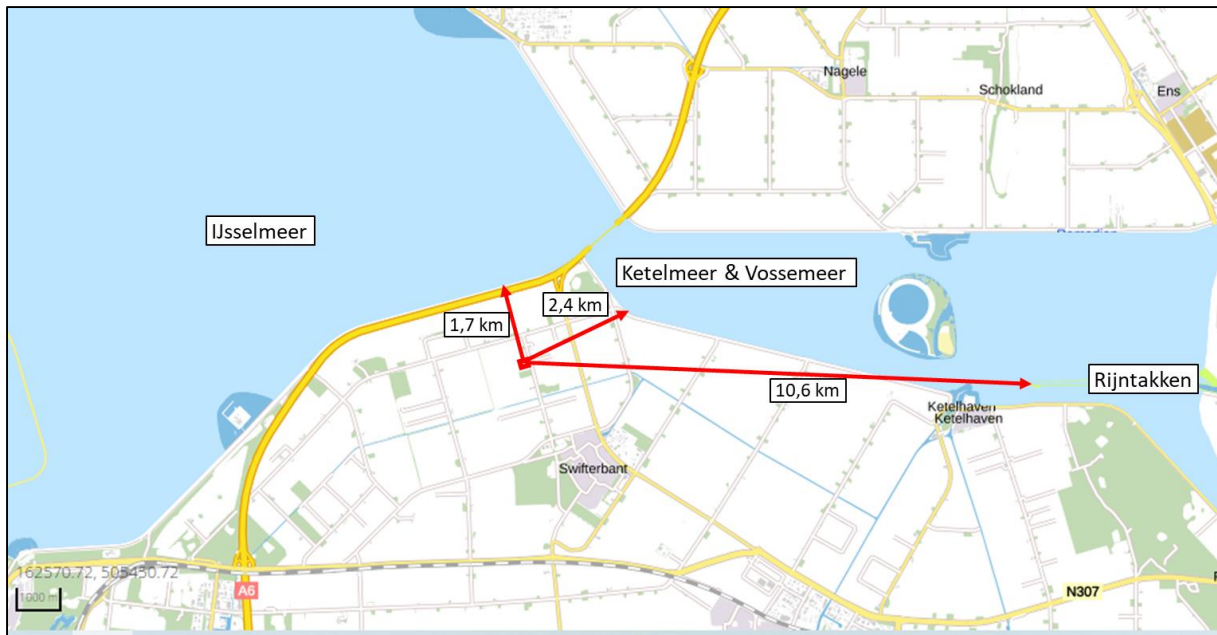 Nagele
Schokland
Ens
IJsselmeer
Ketelmeer & Vossemeer
2,4 km
1,7 km
10,6 km
Rijntakken
Ketelhaven
Ketelhaven
Swifterbant
162570.72, 505430.72
1000 m
A6
N307